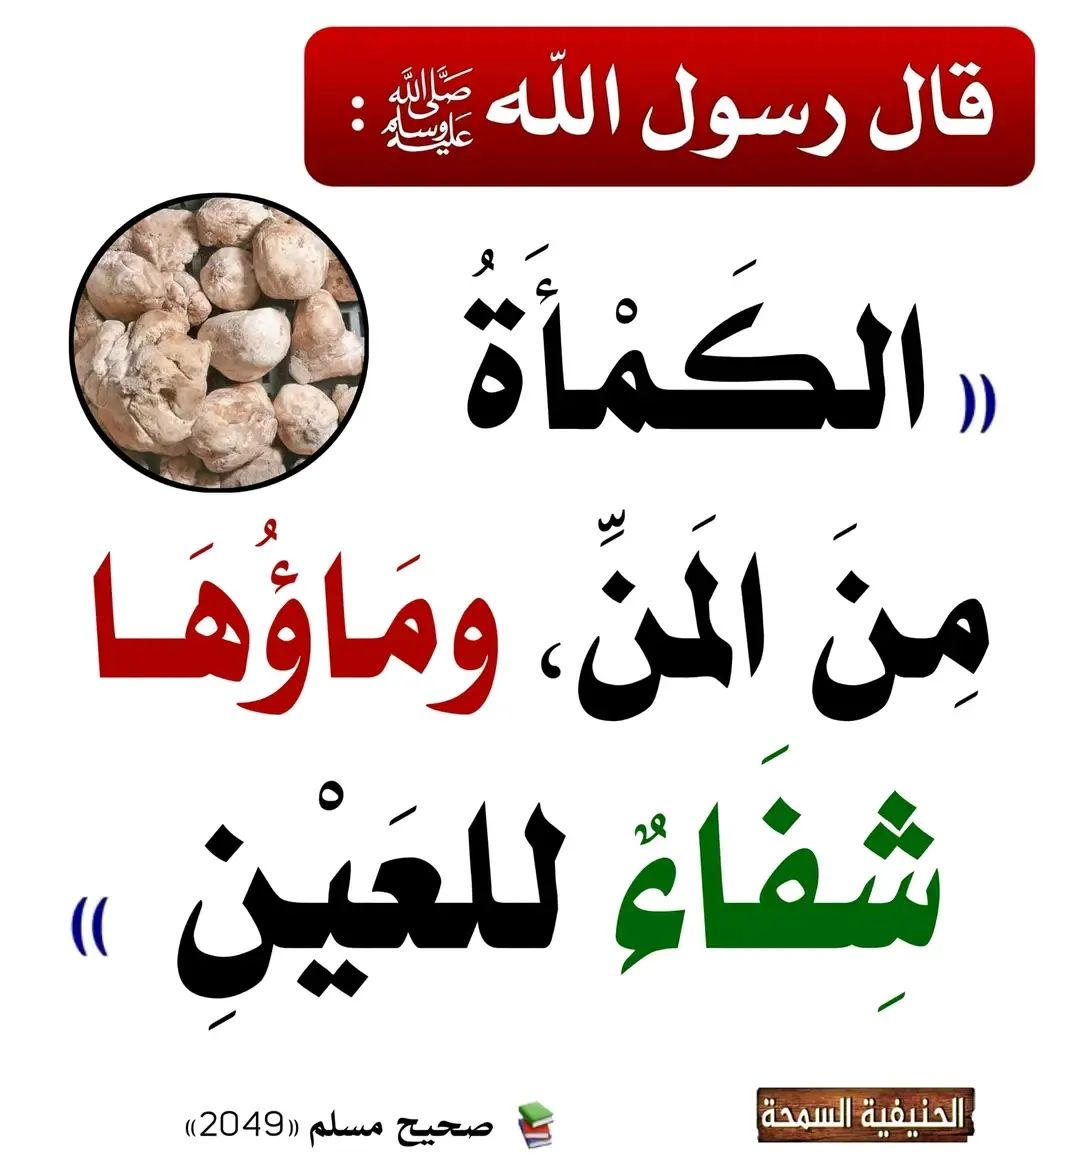 قال رسول الله ﷺ :
(( الكَمْأَةُ
مِنَ المَنِّ، ومَاؤُهَا
شِفَاءٌ للعَيْنِ ))
الحنيفية السمحة
صحيح مسلم ((2049))